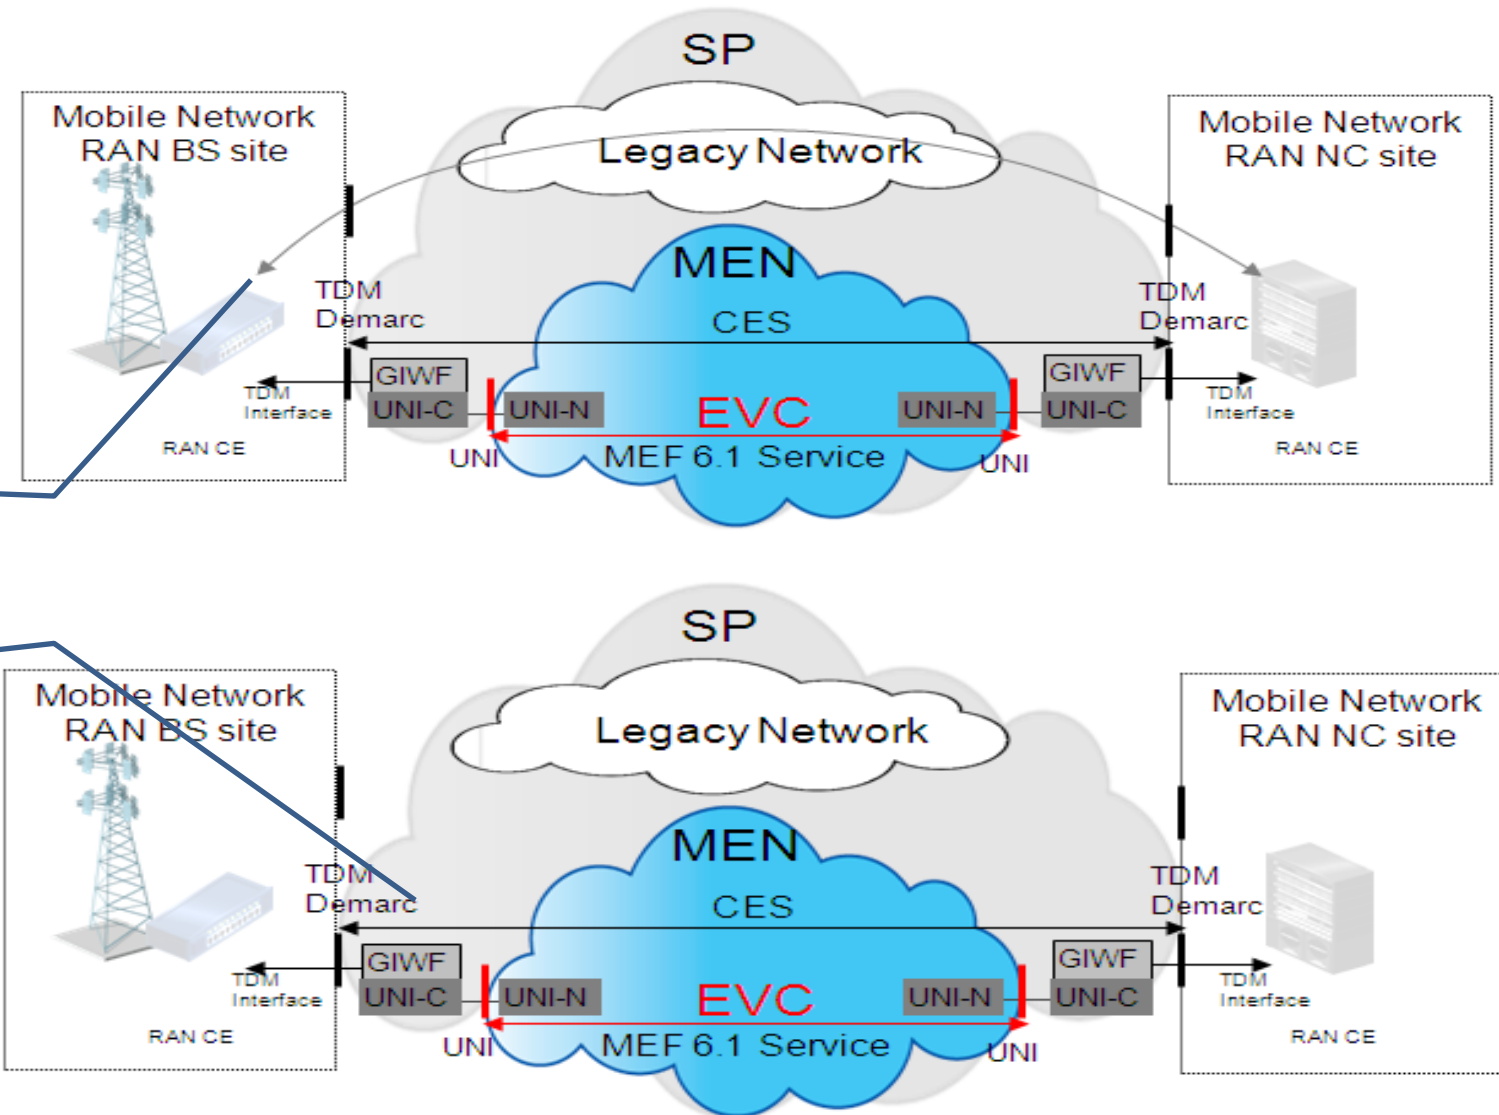 SP
Mobile Network
RAN BS site
Legacy Network
Mobile Network
RAN NC site
MEN
TDM
Demarc
CES
TDM
Demarc
GIWF
GIWF
TDM
Interface
UNI-C
UNI-N
EVC
UNI-N
UNI-C
TDM
Interface
RAN CE
UNI
MEF 6.1 Service
UNI
RAN CE
SP
Mobile Network
RAN BS site
Legacy Network
Mobile Network
RAN NC site
MEN
TDM
Demarc
CES
TDM
Demarc
GIWF
GIWF
TDM
Interface
UNI-C
UNI-N
EVC
UNI-N
UNI-C
TDM
Interface
RAN CE
UNI
MEF 6.1 Service
UNI
RAN CE